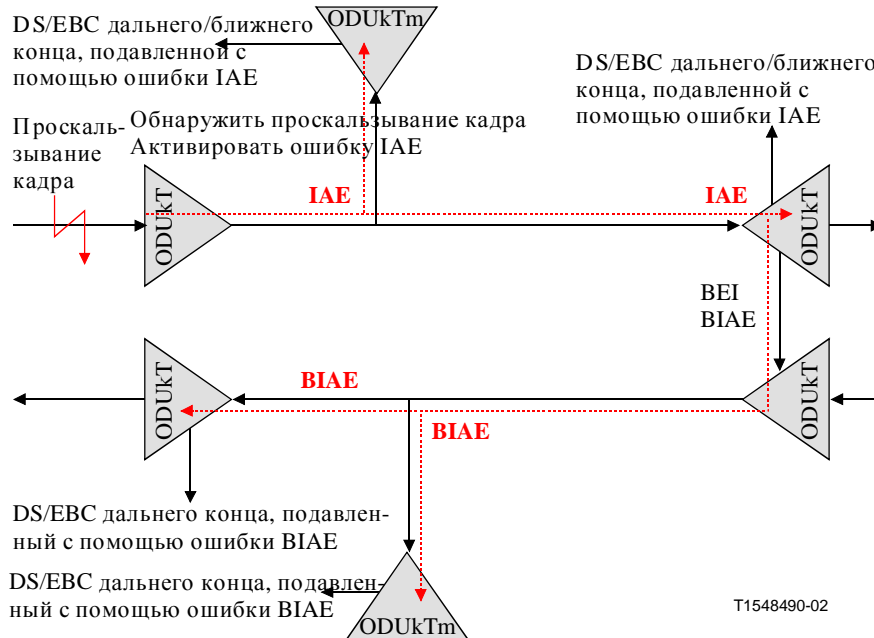 DS/EBC дальнего/ближнего
конца, подавленной с
помощью ошибки IAE
ODUkTm
DS/EBC дальнего/ближнего
конца, подавленной с
помощью ошибки IAE
Проскаль-
зывание
кадра
Обнаружить проскальзывание кадра
Активировать ошибку IAE
IAE
IAE
ODUkT
ODUkT
BEI
BIAE
ODUkT
ODUkT
BIAE
BIAE
DS/EBC дальнего конца, подавлен-
ный с помощью ошибки BIAE
DS/EBC дальнего конца, подавлен-
ный с помощью ошибки BIAE
ODUkTm
T1548490-02